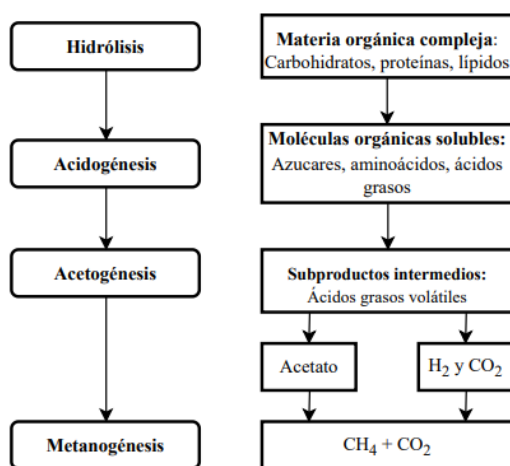 Hidrólisis
Materia orgánica compleja:
Carbohidratos, proteínas, lípidos
Acidogénesis
Moléculas orgánicas solubles:
Azucares, aminoácidos, ácidos
grasos
Acetogénesis
Subproductos intermedios:
Ácidos grasos volátiles
Acetato
H₂ y CO₂
Metanogénesis
CH₄ + CO₂